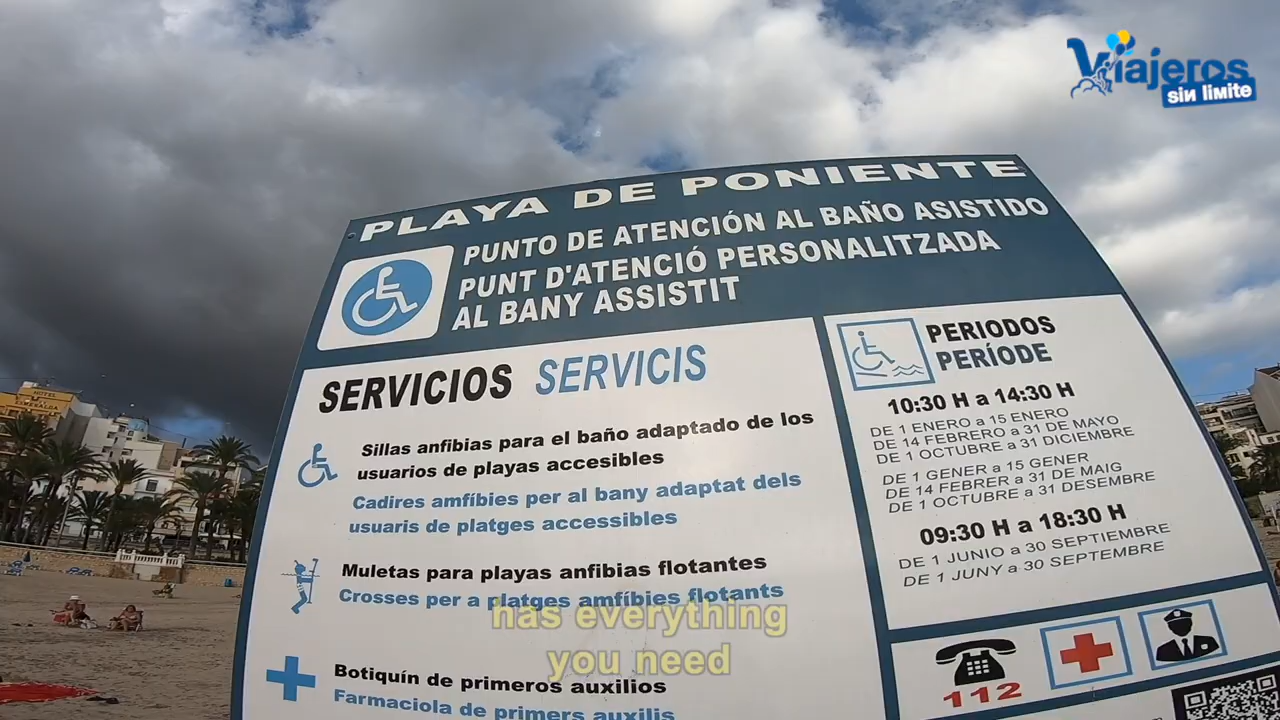 Viajeros
sin limite
PLAYA DE PONIENTE
PUNTO DE ATENCIÓN AL BAÑO ASISTIDO
PUNT D'ATENCIÓ PERSONALITZADA
AL BANY ASSISTIT
SERVICIOS SERVICIS
Sillas anfibias para el baño adaptado de los
usuarios de playas accesibles
Cadires amfíbies per al bany adaptat dels
usuaris de platges accessibles
Muletas para playas anfibias flotantes
Crosses per a platges amfíbies flotants
Botiquín de primeros auxilios
Farmaciola de primers auxilis
PERIODOS
PERÍODE
10:30 H a 14:30 H
DE 1 ENERO a 15 ENERO
DE 14 FEBRERO a 31 DE MAYO
DE 1 OCTUBRE a 31 DICIEMBRE
DE 1 GENER a 15 GENER
DE 14 FEBRER a 31 DE MAIG
DE 1 OCTUBRE a 31 DESEMBRE
09:30 H a 18:30 H
DE 1 JUNIO a 30 SEPTIEMBRE
DE 1 JUNY a 30 SEPTEMBRE
112
has everything
you need